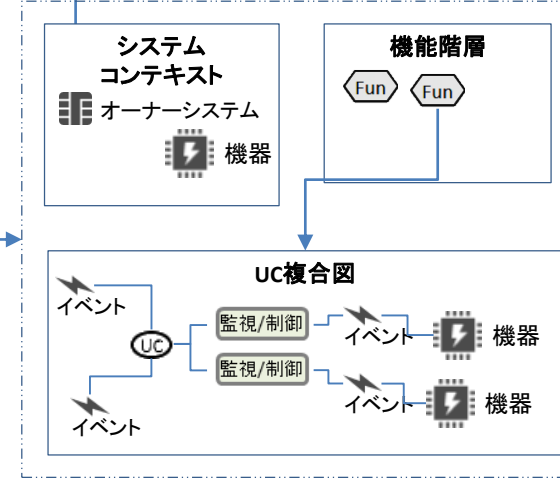 システム
コンテキスト
オーナーシステム
機器
機能階層
Fun
Fun
UC複合図
イベント
UC
イベント
監視/制御
監視/制御
イベント
機器
イベント
機器